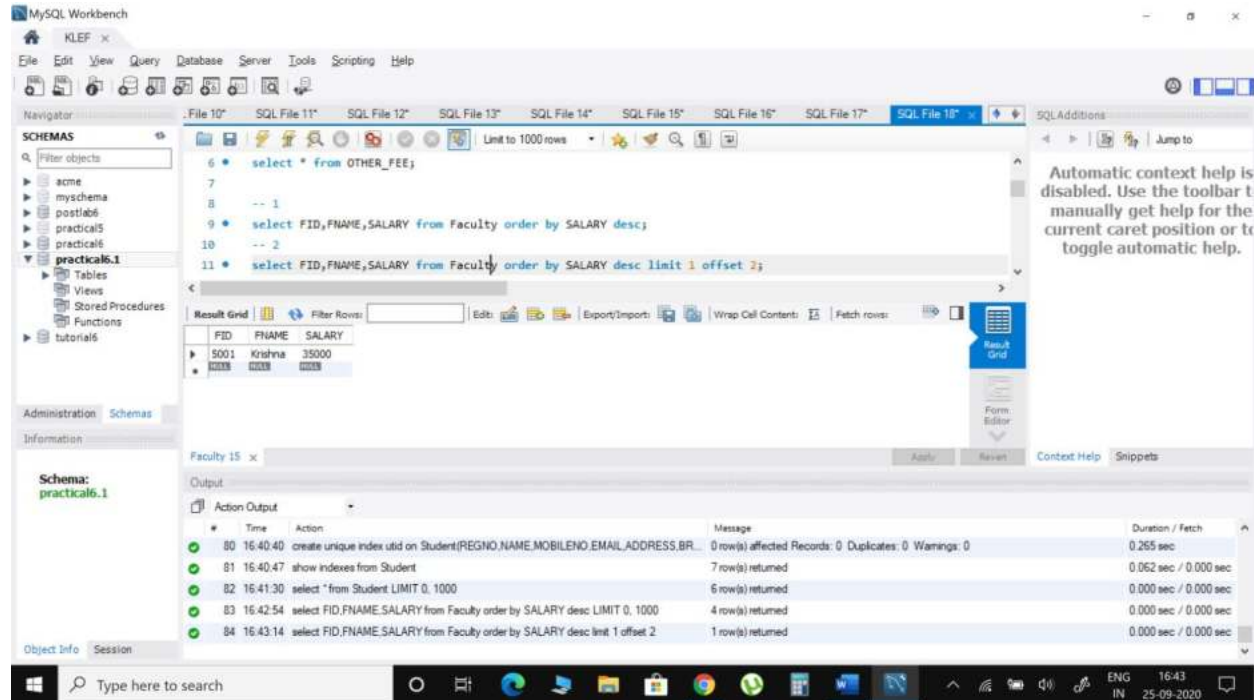 MySQL Workbench
KLEF ×
File Edit View Query Database Server Tools Scripting Help
Navigator
SCHEMAS
Filter objects
acme
myschema
postlab6
practical5
practical6
practical6.1
Tables
Views
Stored Procedures
Functions
tutorial6
Administration Schemas
Information
Schema:
practical6.1
Object Info Session
: File 10* SQL File 11* SQL File 12* SQL File 13* SQL File 14* SQL File 15* SQL File 16* SQL File 17* SQL File 18* ×
Limit to 1000 rows
6 select * from OTHER_FEE;
7
8 -- 1
9 select FID,FNAME,SALARY from Faculty order by SALARY desc;
10 -- 2
11 select FID,FNAME,SALARY from Faculty order by SALARY desc limit 1 offset 2;
Result Grid Filter Rows: Edit: Export/Import: Wrap Cell Content: Fetch rows:
FID FNAME SALARY
5001 Krishna 35000
NULL NULL NULL
Result
Grid
Form
Editor
Faculty 15 × Apply Revert
Output
Action Output
# Time Action Message Duration / Fetch
80 16:40:40 create unique index utid on Student(REGNO,NAME,MOBILENO,EMAIL,ADDRESS,BR... 0 row(s) affected Records: 0 Duplicates: 0 Warnings: 0 0.265 sec
81 16:40:47 show indexes from Student 7 row(s) returned 0.062 sec / 0.000 sec
82 16:41:30 select *from Student LIMIT 0, 1000 6 row(s) returned 0.000 sec / 0.000 sec
83 16:42:54 select FID,FNAME,SALARY from Faculty order by SALARY desc LIMIT 0, 1000 4 row(s) returned 0.000 sec / 0.000 sec
84 16:43:14 select FID,FNAME,SALARY from Faculty order by SALARY desc limit 1 offset 2 1 row(s) returned 0.000 sec / 0.000 sec
SQLAdditions
Jump to
Automatic context help is
disabled. Use the toolbar t
manually get help for the
current caret position or to
toggle automatic help.
Context Help Snippets
Type here to search
ENG
IN
16:43
25-09-2020